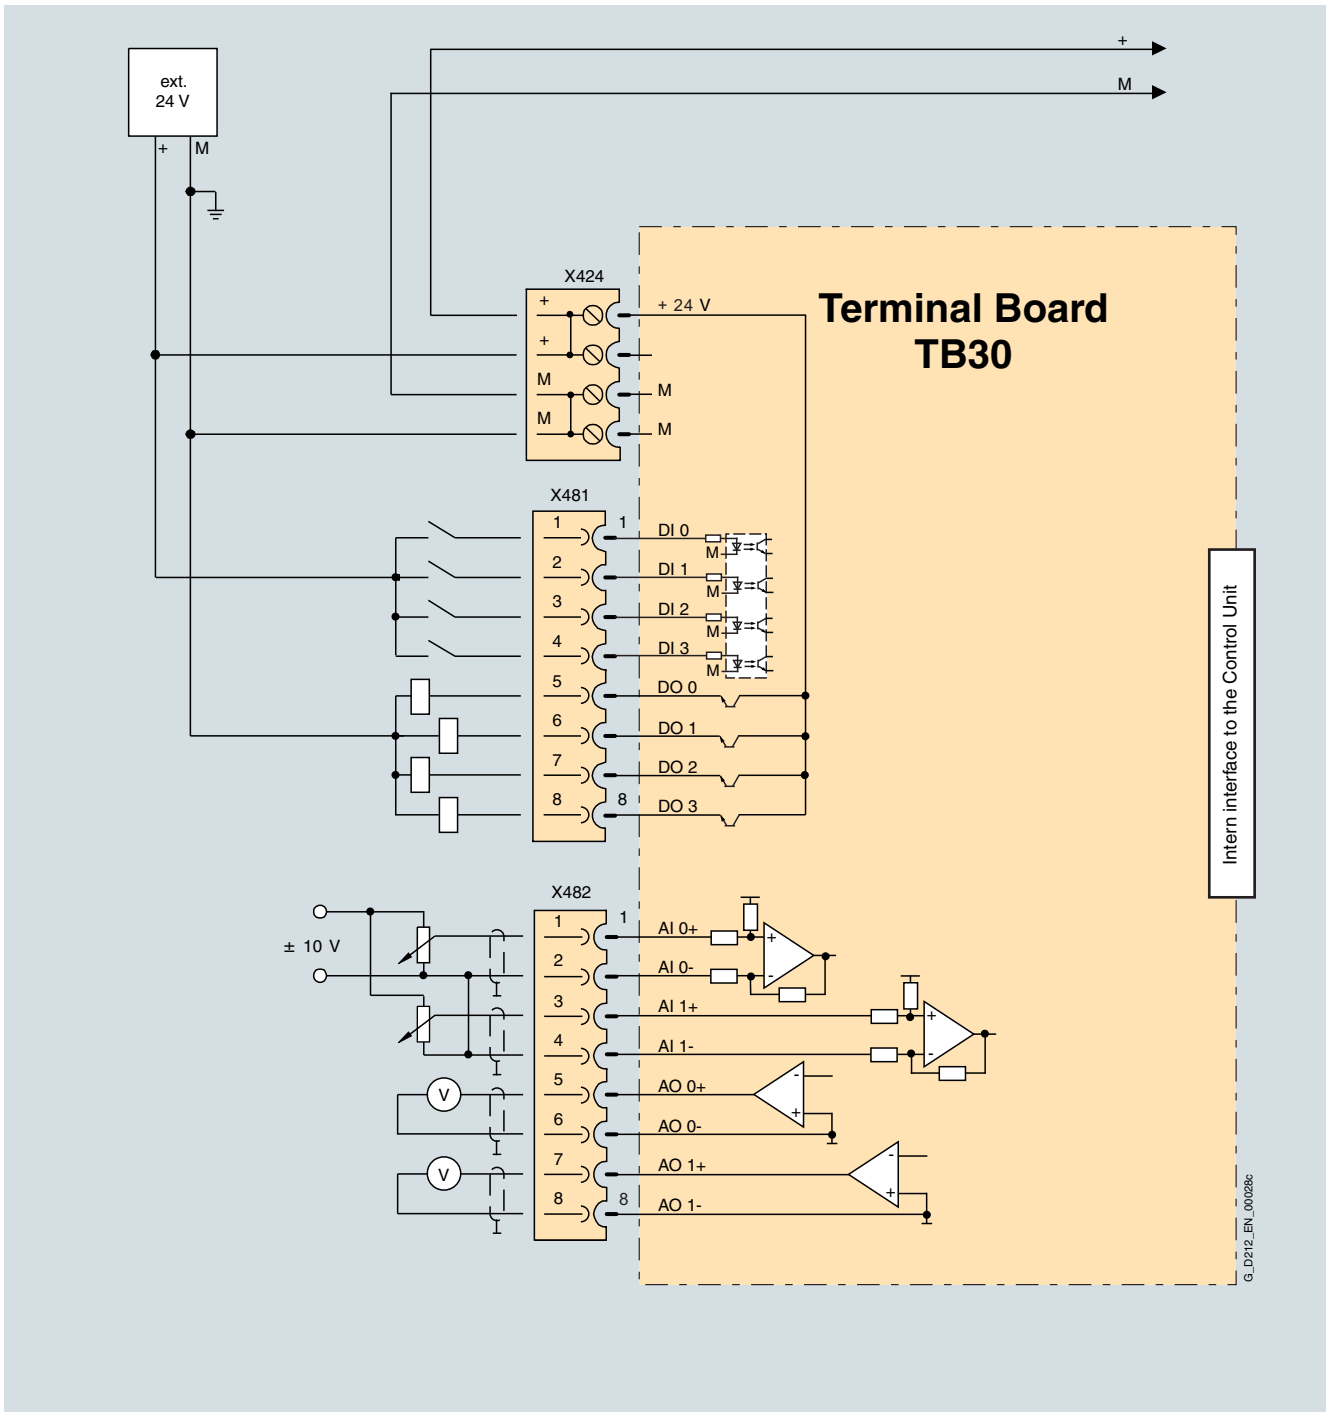 +
M
ext.
24 V
+
M
X424
+
+ 24 V
Terminal Board
TB30
+
M
M
M
M
X481
1
1
DI 0
M
2
DI 1
M
3
DI 2
M
4
DI 3
M
5
DO 0
6
DO 1
7
DO 2
8
8
DO 3
Intern interface to the Control Unit
X482
± 10 V
1
1
AI 0+
+
2
AI 0-
-
3
AI 1+
+
4
AI 1-
-
V
5
AO 0+
-
+
6
AO 0-
V
7
AO 1+
-
+
8
8
AO 1-
G_D212_EN_00028c